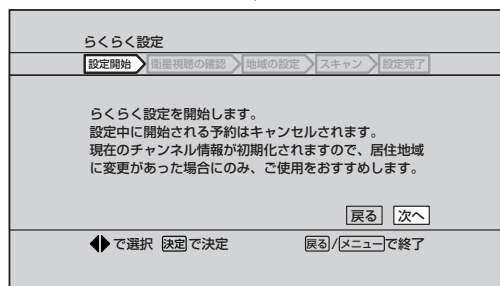 らくらく設定
設定開始 衛星視聴の確認 地域の設定 スキャン 設定完了
らくらく設定を開始します。
設定中に開始される予約はキャンセルされます。
現在のチャンネル情報が初期化されますので、居住地域
に変更があった場合にのみ、ご使用をおすすめします。
戻る 次へ
で選択 決定で決定 戻る/メニューで終了